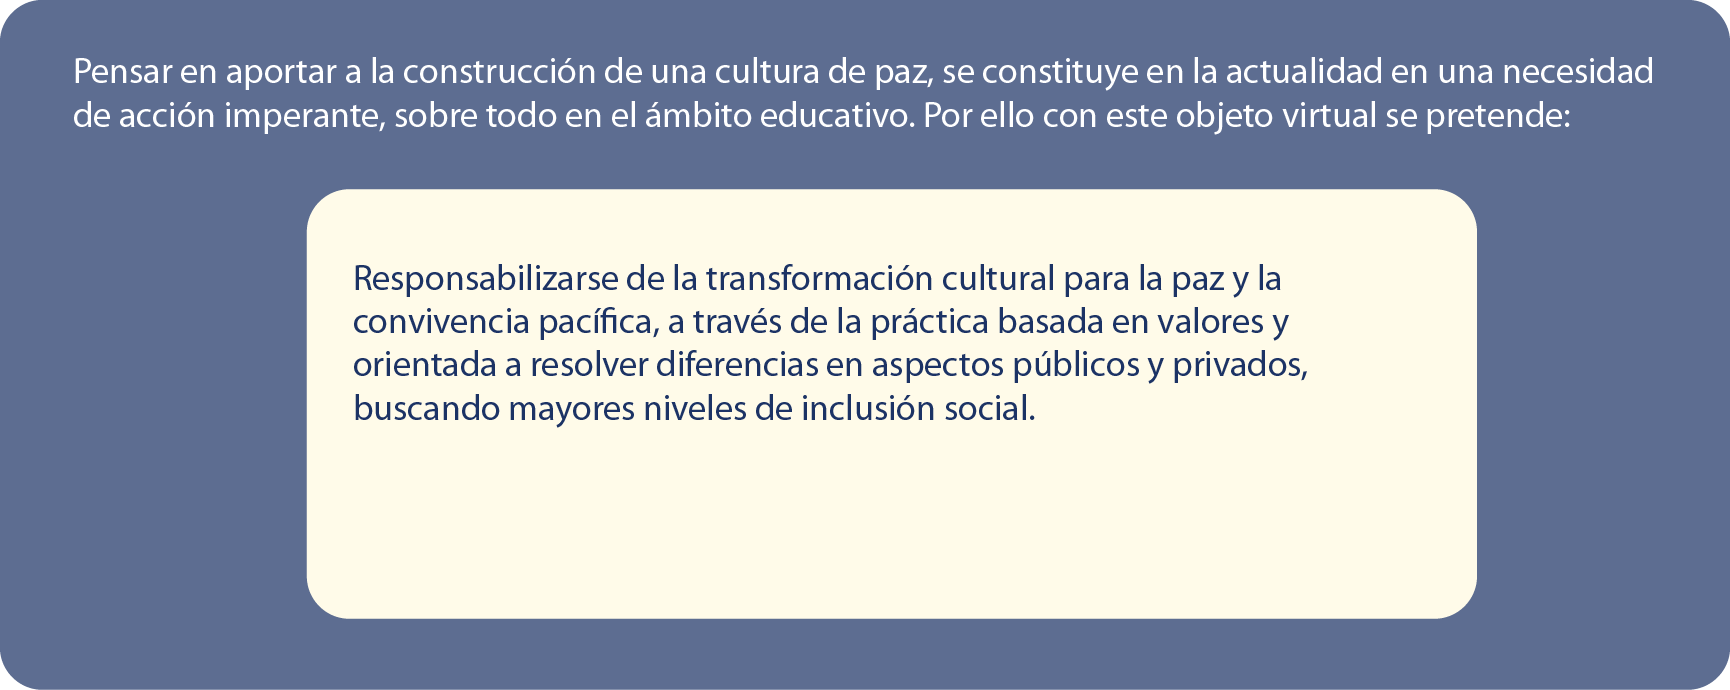 Pensar en aportar a la construcción de una cultura de paz, se constituye en la actualidad en una necesidad
de acción imperante, sobre todo en el ámbito educativo. Por ello con este objeto virtual se pretende:
Responsabilizarse de la transformación cultural para la paz y la
convivencia pacífica, a través de la práctica basada en valores y
orientada a resolver diferencias en aspectos públicos y privados,
buscando mayores niveles de inclusión social.